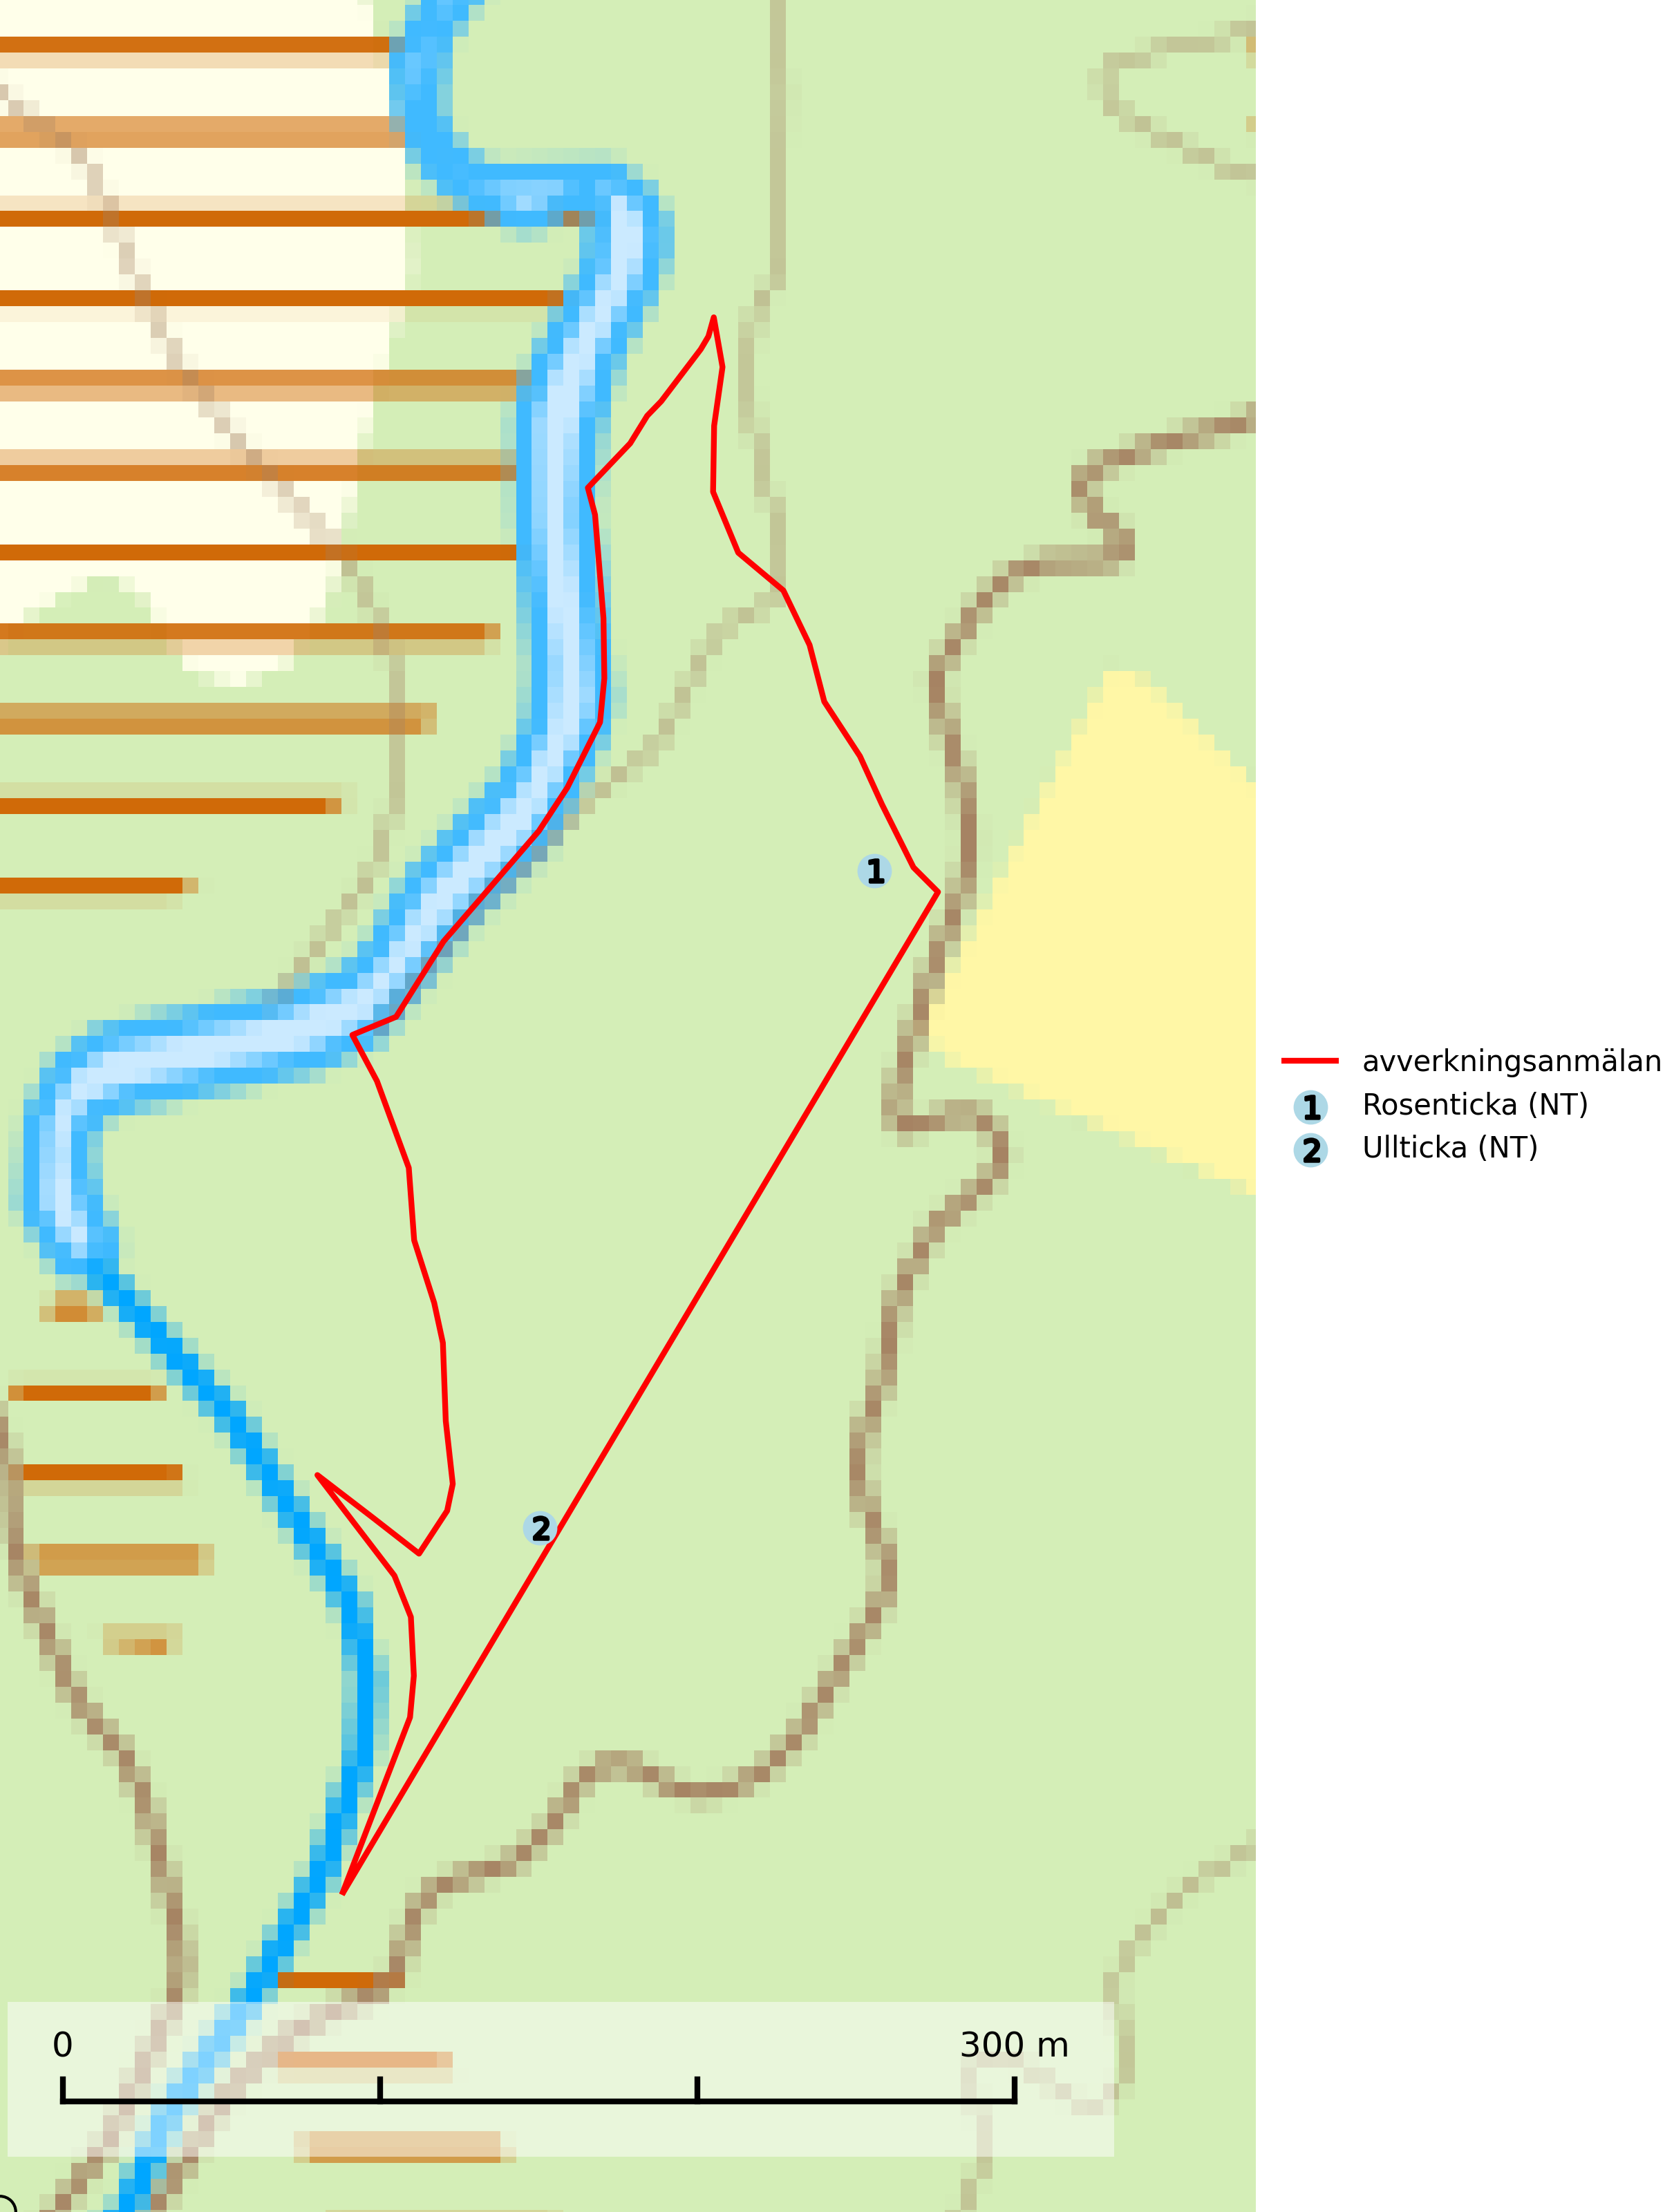 1
avverkningsanmälan
1 Rosenticka (NT)
2 Ullticka (NT)
2
0 300 m